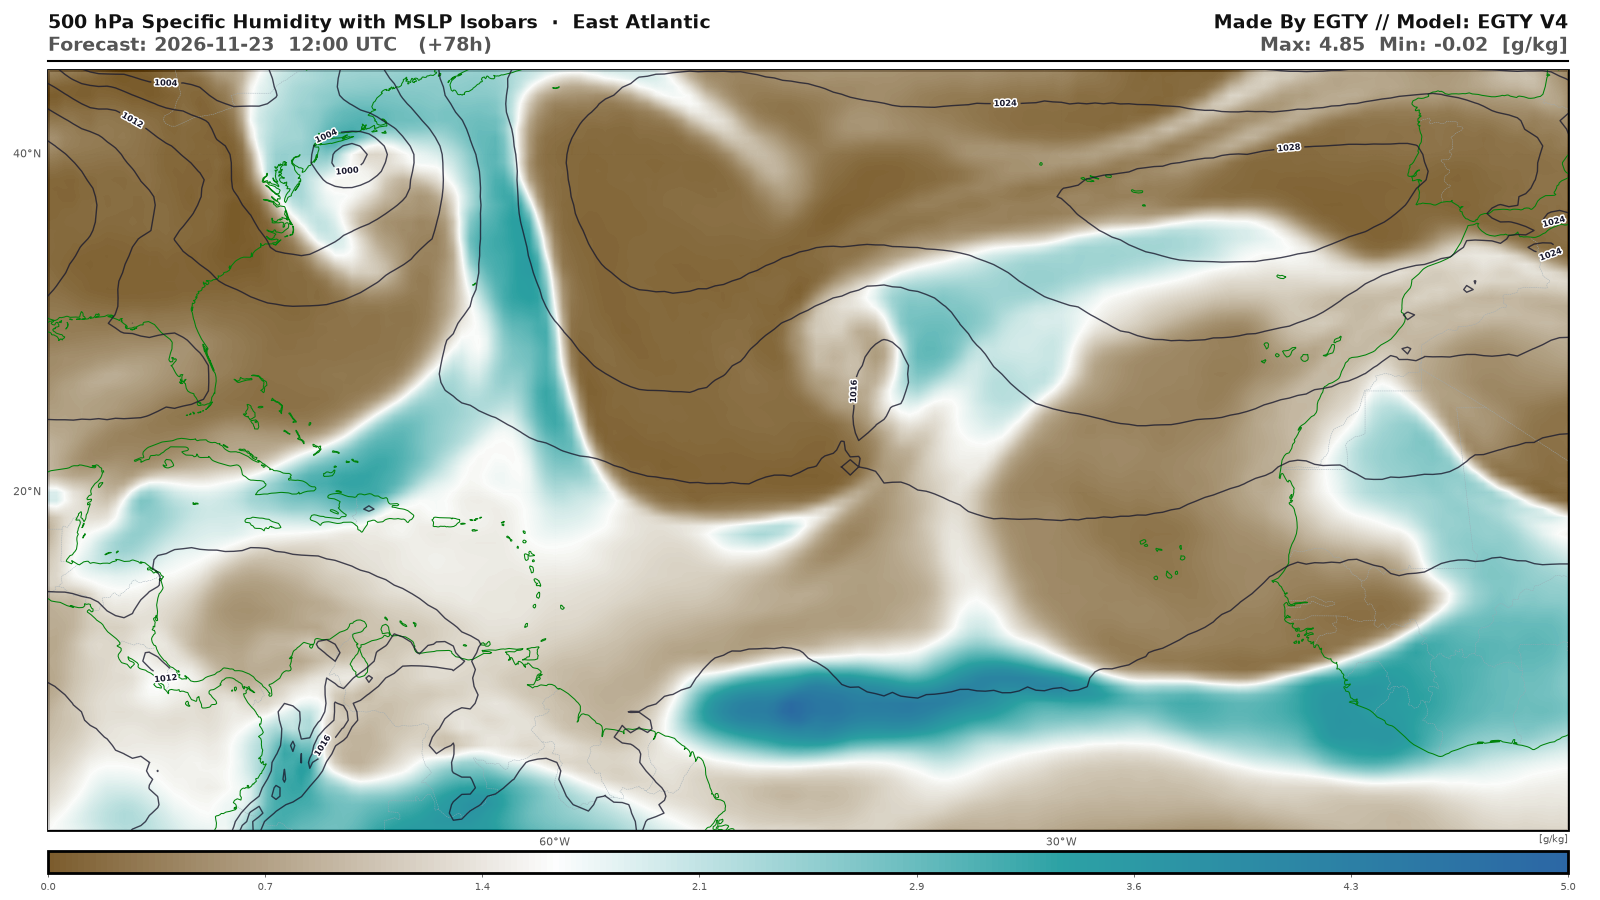 500 hPa Specific Humidity with MSLP Isobars · East Atlantic
Made By EGTY // Model: EGTY V4
Forecast: 2026-11-23 12:00 UTC (+78h)
Max: 4.85 Min: -0.02 [g/kg]
1004
1024
1012
1004
40°N
1028
1000
1024
1024
1016
20°N
1012
1016
60°W
30°W
[g/kg]
0.0
0.7
1.4
2.1
2.9
3.6
4.3
5.0